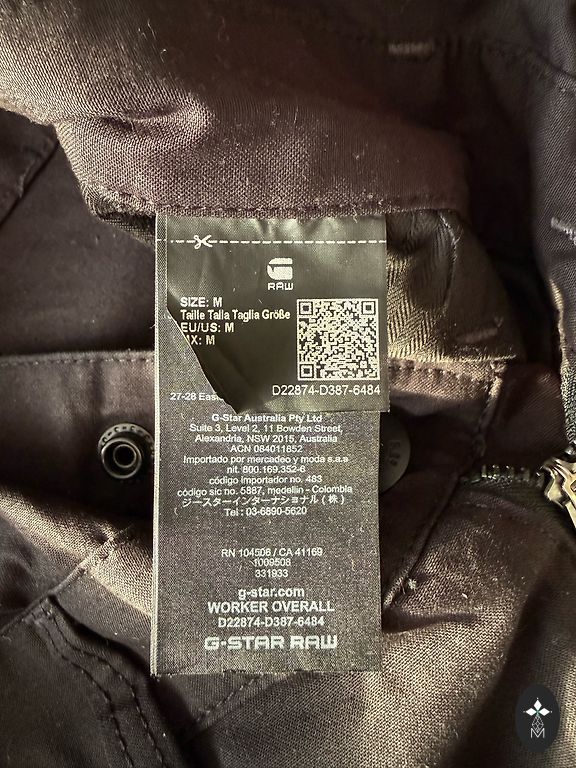 RAW
SIZE: M
Taille Talla Taglia Größe
EU/US: M
MX: M
D22874-D387-6484
27-28 East
G-Star Australia Pty Ltd
Suite 3, Level 2, 11 Bowden Street,
Alexandria, NSW 2015, Australia
ACN 084011852
Importado por mercadeo y moda s.a.s
nit. 800.169.352-6
código importador no. 483
código sic no. 5887, medellin - Colombia
ジースターインターナショナル(株)
Tel : 03-6890-5620
RN 104506 / CA 41169
1009508
331933
g-star.com
WORKER OVERALL
D22874-D387-6484
G-STAR RAW
M